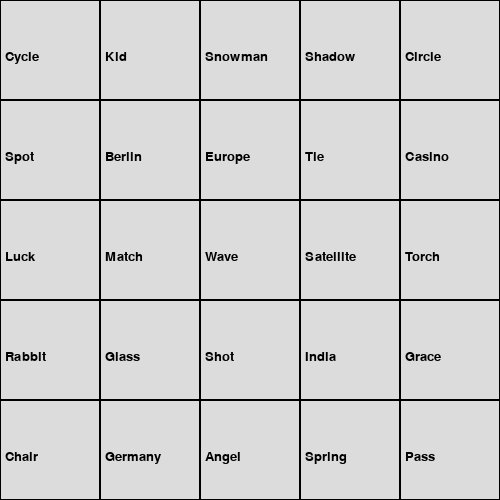 Cycle
Kid
Snowman
Shadow
Circle
Spot
Berlin
Europe
Tie
Casino
Luck
Match
Wave
Satellite
Torch
Rabbit
Glass
Shot
India
Grace
Chair
Germany
Angel
Spring
Pass